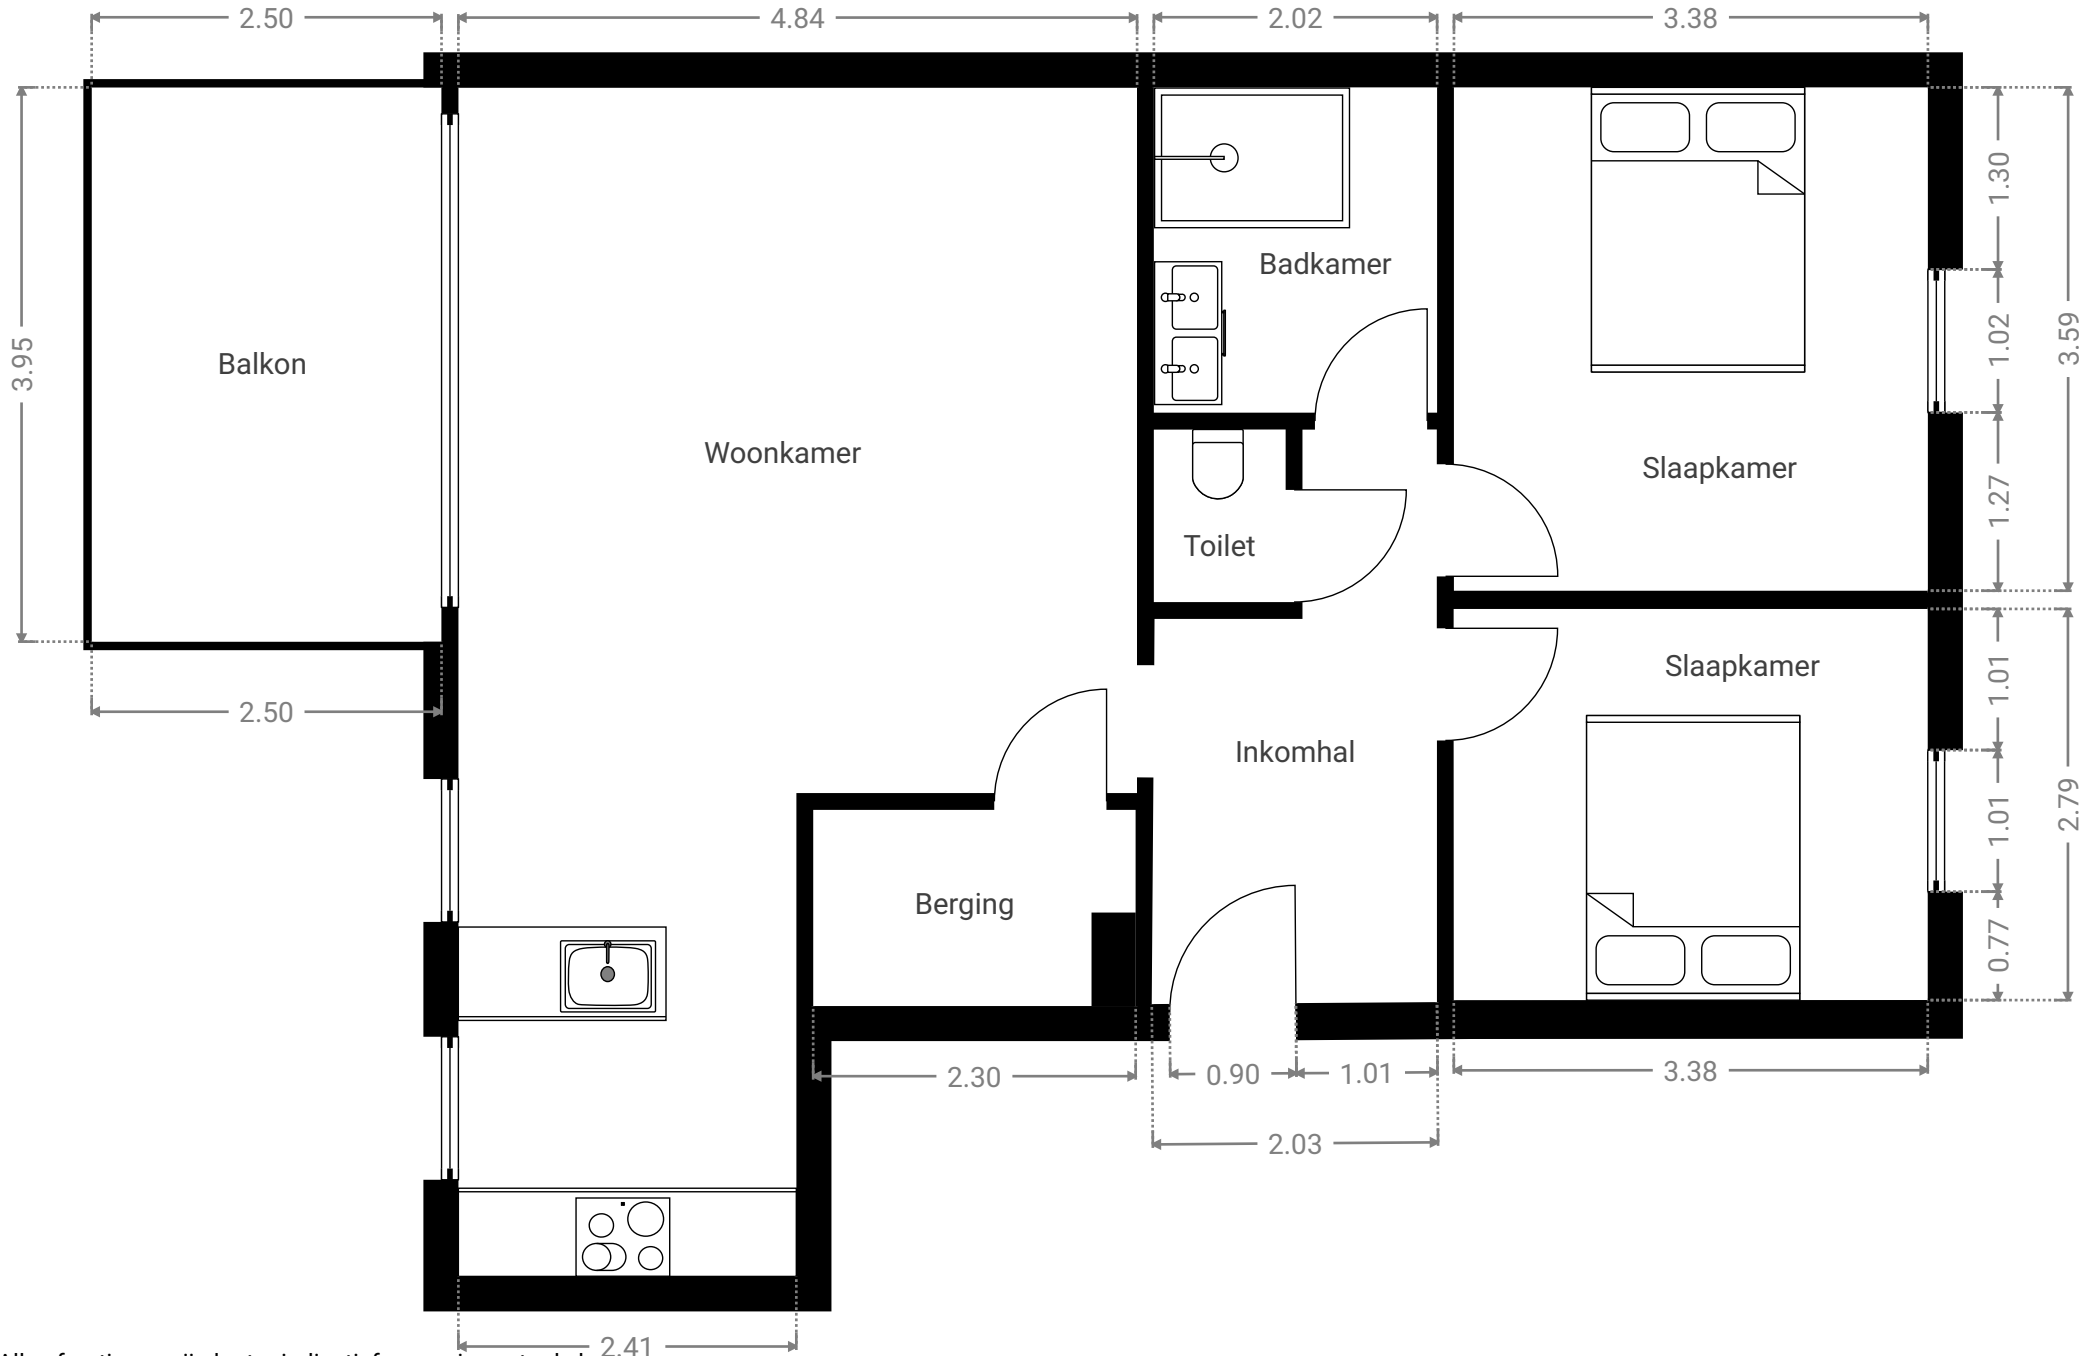 2.50 4.84 2.02 3.38
1.30
Badkamer
1.02
3.59
3.95
Balkon
Woonkamer
Slaapkamer
1.27
Toilet
Slaapkamer
1.01
2.50
Inkomhal
2.79
1.01
Berging
0.77
2.30 0.90 1.01 3.38
2.03
2.41